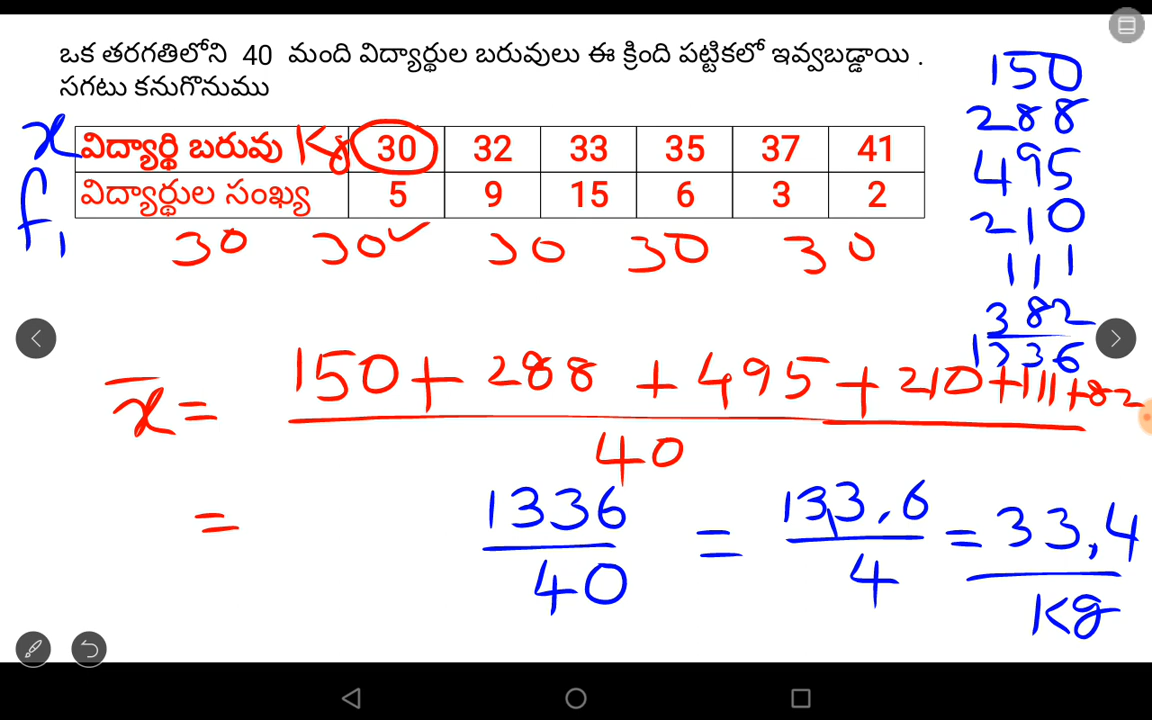 ఒక తరగతిలోని 40 మంది విద్యార్థుల బరువులు ఈ క్రింది పట్టికలో ఇవ్వబడ్డాయి .
సగటు కనుగొనుము
x విద్యార్థి బరువు Kg 30 32 33 35 37 41
f1 విద్యార్థుల సంఖ్య 5 9 15 6 3 2
30 30 30 30 30
150
288
495
210
111
382
1336
x̄ = 150 + 288 + 495 + 210 + 111 + 82
40
= 1336 = 133.6 = 33.4
40 4 Kg